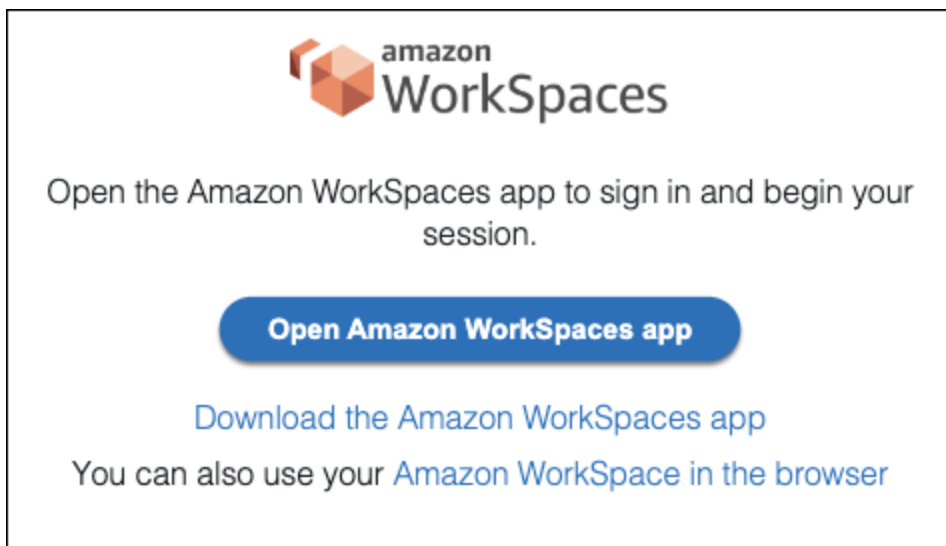 amazon
WorkSpaces
Open the Amazon WorkSpaces app to sign in and begin your
session.
Open Amazon WorkSpaces app
Download the Amazon WorkSpaces app
You can also use your Amazon WorkSpace in the browser